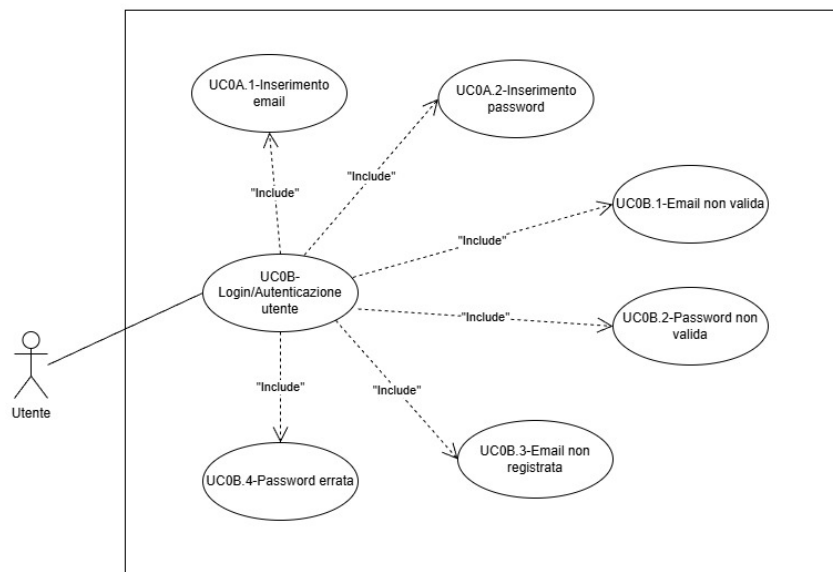 UC0A.1-Inserimento
email
UC0A.2-Inserimento
password
"Include"
"Include"
UC0B.1-Email non valida
"Include"
UC0B-
Login/Autenticazione
utente
"Include"
UC0B.2-Password non
valida
Utente
"Include"
"Include"
UC0B.3-Email non
registrata
UC0B.4-Password errata